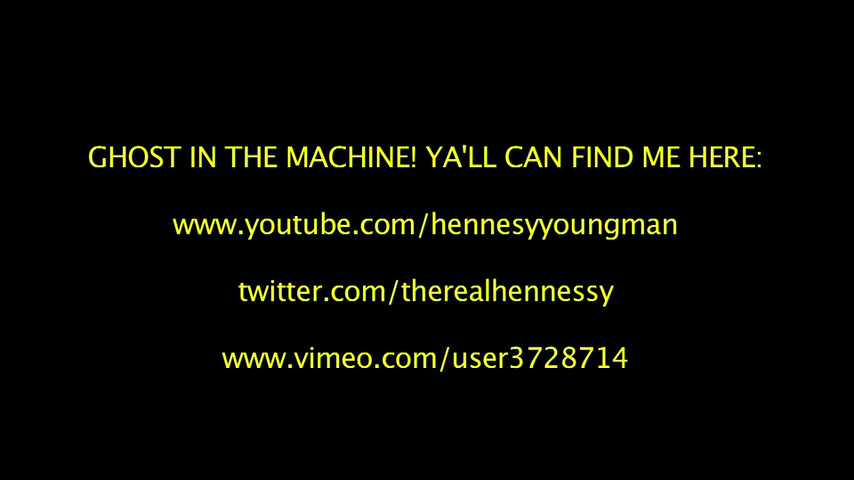 GHOST IN THE MACHINE! YA'LL CAN FIND ME HERE:
www.youtube.com/hennesyyoungman
twitter.com/therealhennessy
www.vimeo.com/user3728714